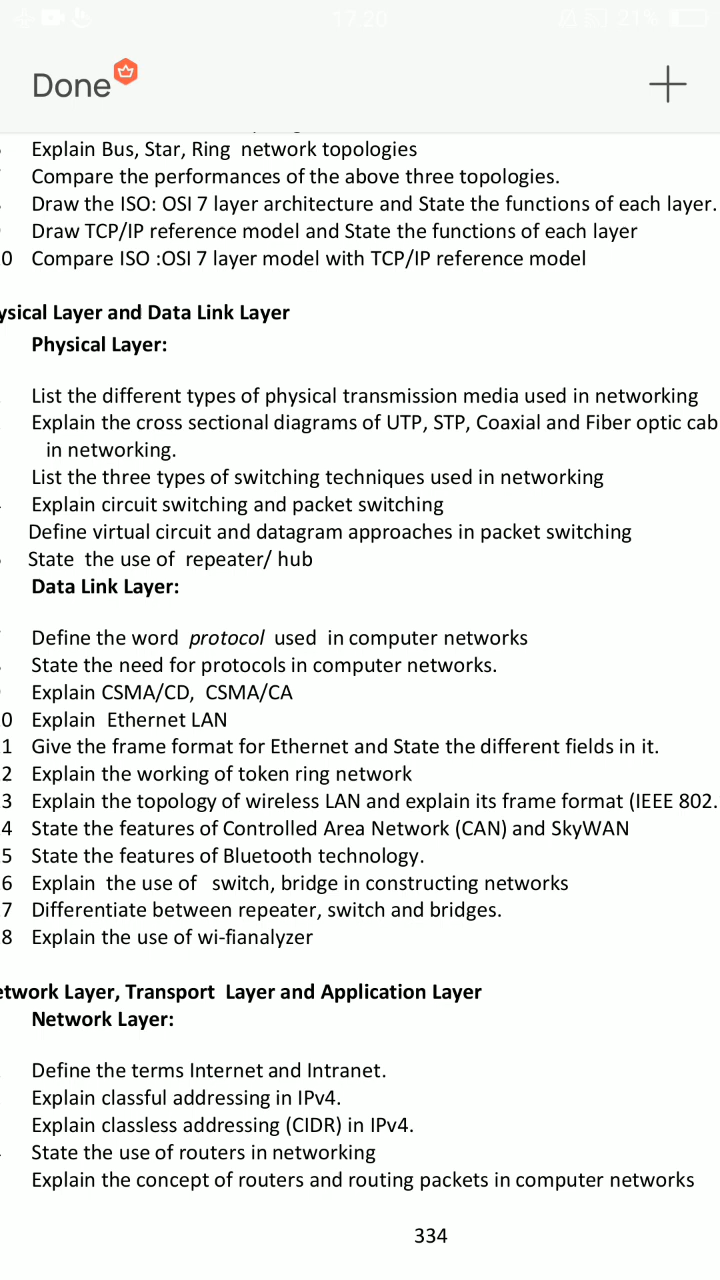 17:20
21%
Done
Explain Bus, Star, Ring network topologies
Compare the performances of the above three topologies.
Draw the ISO: OSI 7 layer architecture and State the functions of each layer.
Draw TCP/IP reference model and State the functions of each layer
0 Compare ISO :OSI 7 layer model with TCP/IP reference model
ysical Layer and Data Link Layer
Physical Layer:
List the different types of physical transmission media used in networking
Explain the cross sectional diagrams of UTP, STP, Coaxial and Fiber optic cab
in networking.
List the three types of switching techniques used in networking
Explain circuit switching and packet switching
Define virtual circuit and datagram approaches in packet switching
State the use of repeater/ hub
Data Link Layer:
Define the word protocol used in computer networks
State the need for protocols in computer networks.
Explain CSMA/CD, CSMA/CA
0 Explain Ethernet LAN
1 Give the frame format for Ethernet and State the different fields in it.
2 Explain the working of token ring network
3 Explain the topology of wireless LAN and explain its frame format (IEEE 802.
4 State the features of Controlled Area Network (CAN) and SkyWAN
5 State the features of Bluetooth technology.
6 Explain the use of switch, bridge in constructing networks
7 Differentiate between repeater, switch and bridges.
8 Explain the use of wi-fianalyzer
etwork Layer, Transport Layer and Application Layer
Network Layer:
Define the terms Internet and Intranet.
Explain classful addressing in IPv4.
Explain classless addressing (CIDR) in IPv4.
State the use of routers in networking
Explain the concept of routers and routing packets in computer networks
334